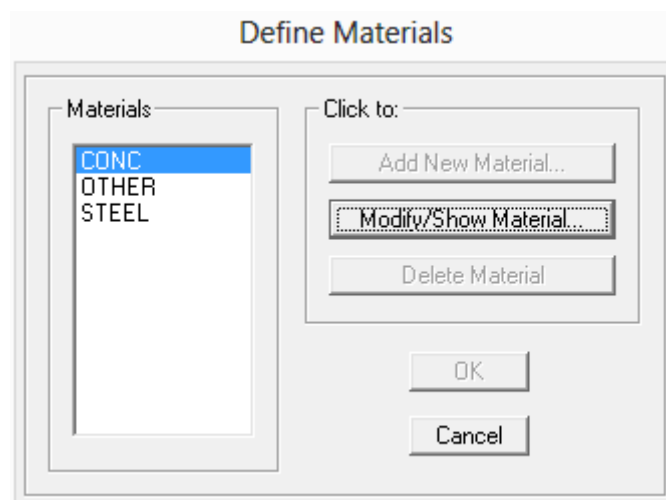 Define Materials
Materials
CONC
OTHER
STEEL
Click to:
Add New Material...
Modify/Show Material...
Delete Material
OK
Cancel